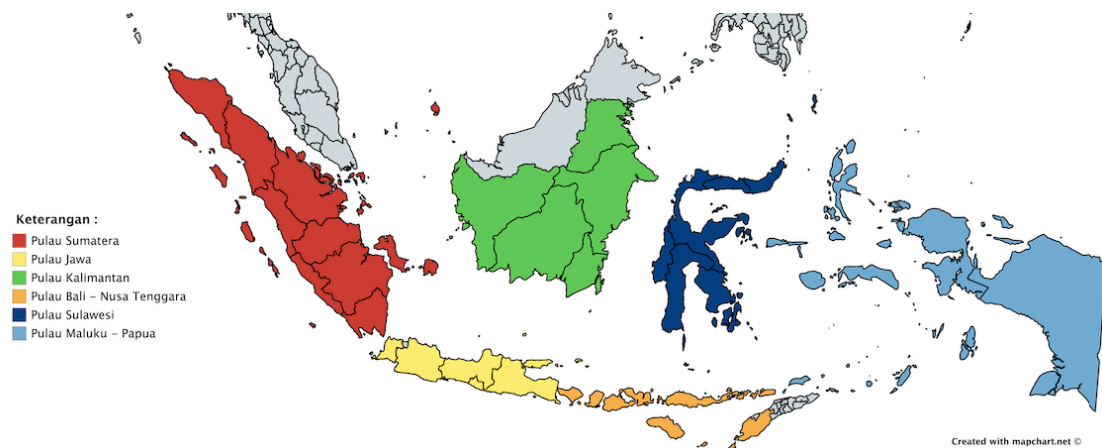 Keterangan :
Pulau Sumatera
Pulau Jawa
Pulau Kalimantan
Pulau Bali – Nusa Tenggara
Pulau Sulawesi
Pulau Maluku – Papua
Created with mapchart.net ©